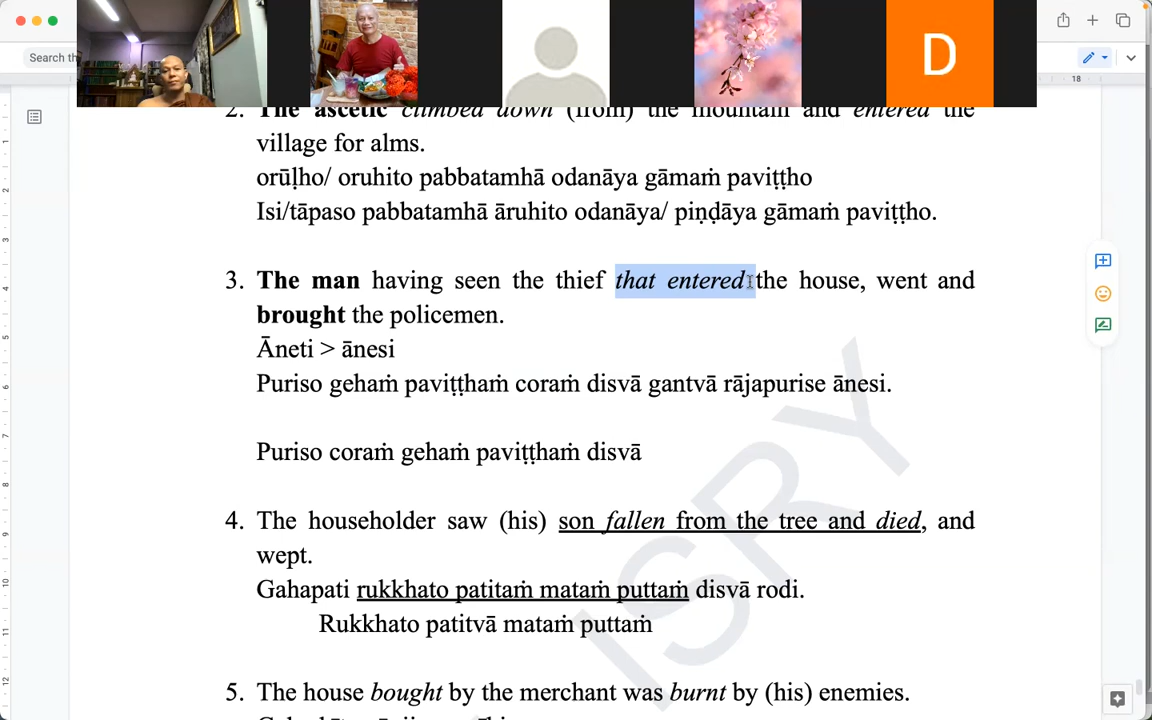 D
Search th
18
2. The ascetic climbed down (from) the mountain and entered the
village for alms.
orūḷho/ oruhito pabbatamhā odanāya gāmaṁ paviṭṭho
Isi/tāpaso pabbatamhā āruhito odanāya/ piṇḍāya gāmaṁ paviṭṭho.
3. The man having seen the thief that entered the house, went and
brought the policemen.
Āneti > ānesi
Puriso gehaṁ paviṭṭhaṁ coraṁ disvā gantvā rājapurise ānesi.
Puriso coraṁ gehaṁ paviṭṭhaṁ disvā
4. The householder saw (his) son fallen from the tree and died, and
wept.
Gahapati rukkhato patitaṁ mataṁ puttaṁ disvā rodi.
Rukkhato patitvā mataṁ puttaṁ
5. The house bought by the merchant was burnt by (his) enemies.
ISRY